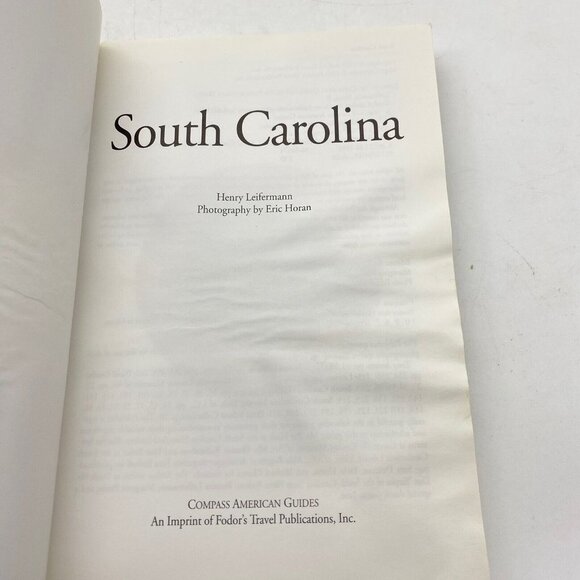 South Carolina
Henry Leifermann
Photography by Eric Horan
COMPASS AMERICAN GUIDES
An Imprint of Fodor's Travel Publications, Inc.